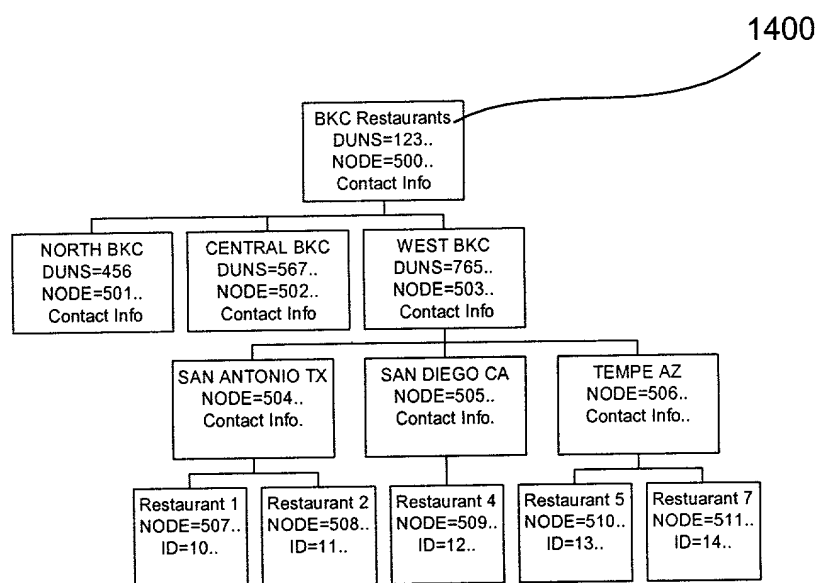 1400
BKC Restaurants
DUNS=123..
NODE=500..
Contact Info
NORTH BKC
DUNS=456
NODE=501..
Contact Info
CENTRAL BKC
DUNS=567..
NODE=502..
Contact Info
WEST BKC
DUNS=765..
NODE=503..
Contact Info
SAN ANTONIO TX
NODE=504..
Contact Info.
SAN DIEGO CA
NODE=505..
Contact Info.
TEMPE AZ
NODE=506..
Contact Info..
Restaurant 1
NODE=507..
ID=10..
Restaurant 2
NODE=508..
ID=11..
Restaurant 4
NODE=509..
ID=12..
Restaurant 5
NODE=510..
ID=13..
Restuarant 7
NODE=511..
ID=14..